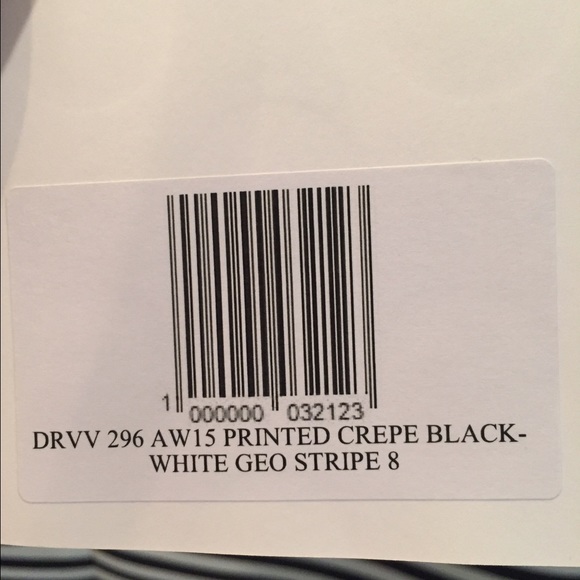 1 000000 032123
DRVV 296 AW15 PRINTED CREPE BLACK-
WHITE GEO STRIPE 8